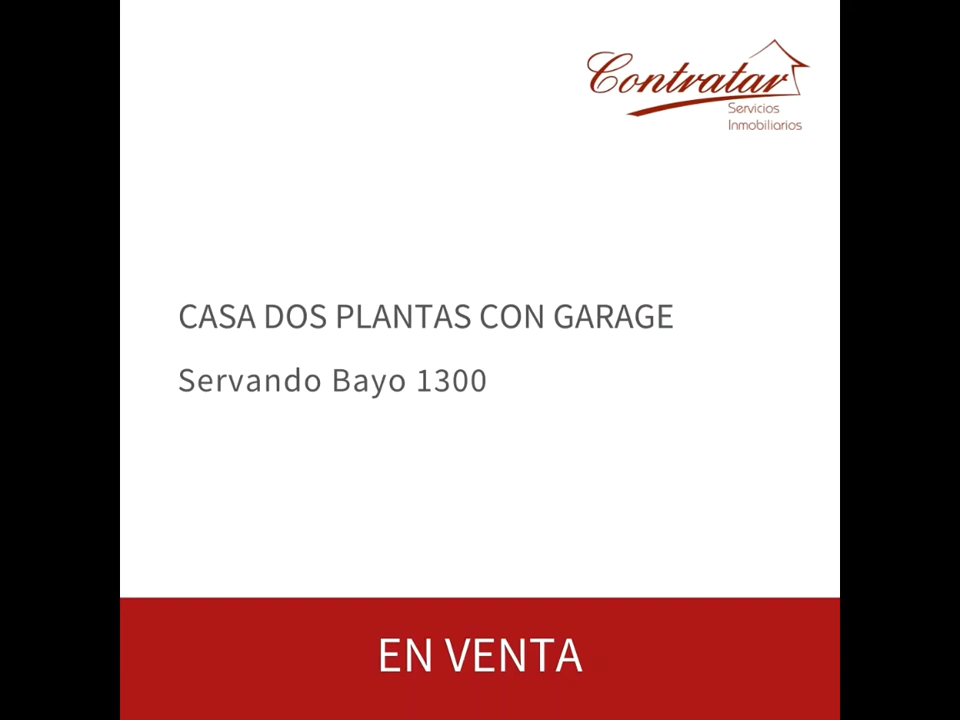 Contratar
Servicios
Inmobiliarios
CASA DOS PLANTAS CON GARAGE
Servando Bayo 1300
EN VENTA